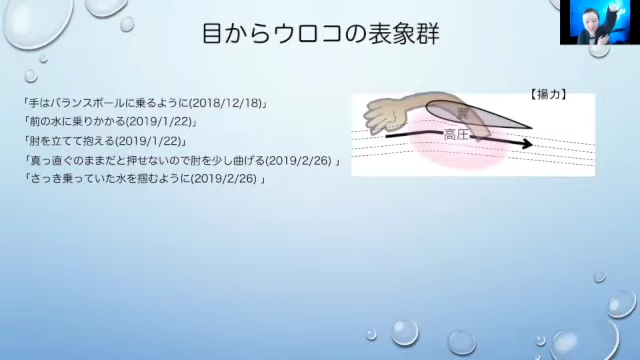 目からウロコの表象群
「手はバランスボールに乗るように(2018/12/18)」
「前の水に乗りかかる(2019/1/22)」
「肘を立てて抱える(2019/1/22)」
「真っ直ぐのままだと押せないので肘を少し曲げる(2019/2/26) 」
「さっき乗っていた水を掴むように(2019/2/26) 」
【揚力】
高圧